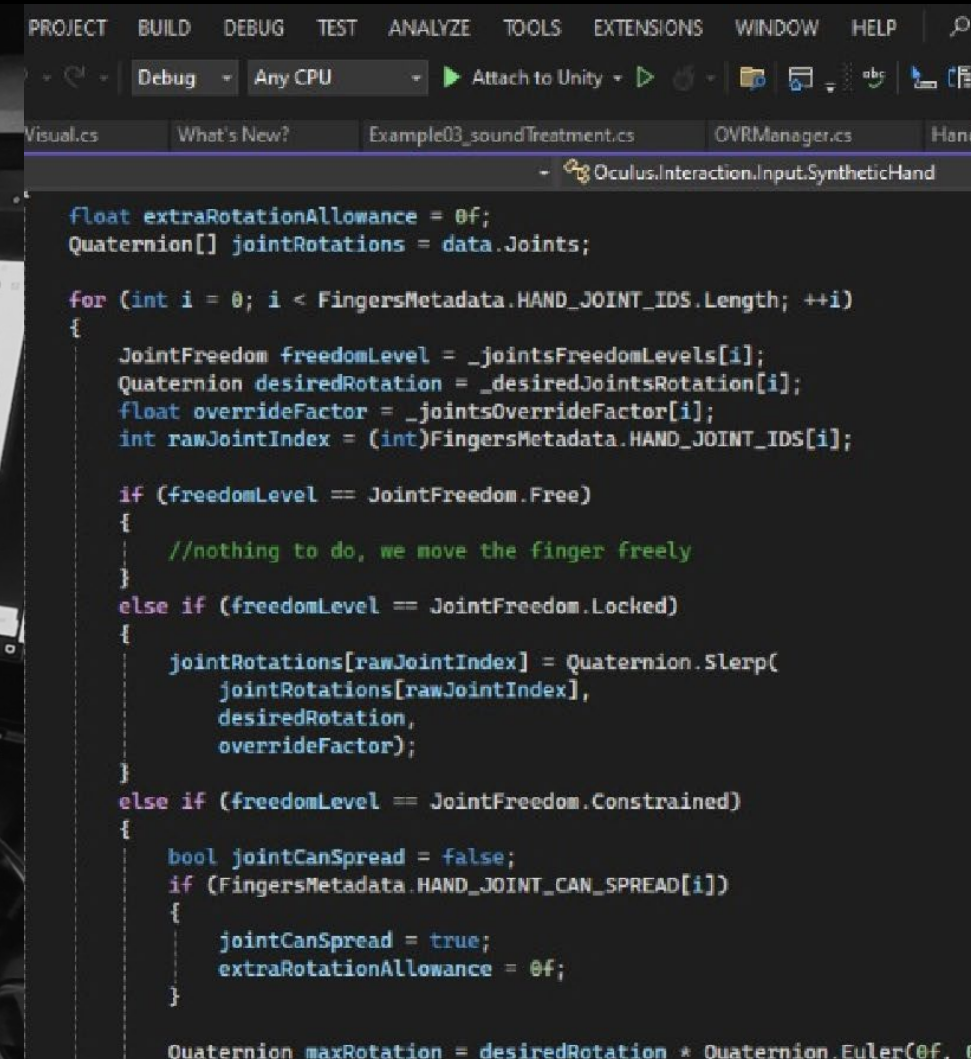 PROJECT BUILD DEBUG TEST ANALYZE TOOLS EXTENSIONS WINDOW HELP
Debug Any CPU Attach to Unity
Visual.cs What's New? Example03_soundTreatment.cs OVRManager.cs Hand
Oculus.Interaction.Input.SyntheticHand
float extraRotationAllowance = 0f;
Quaternion[] jointRotations = data.Joints;
for (int i = 0; i < FingersMetadata.HAND_JOINT_IDS.Length; ++i)
{
JointFreedom freedomLevel = _jointsFreedomLevels[i];
Quaternion desiredRotation = _desiredJointsRotation[i];
float overrideFactor = _jointsOverrideFactor[i];
int rawJointIndex = (int)FingersMetadata.HAND_JOINT_IDS[i];
if (freedomLevel == JointFreedom.Free)
{
//nothing to do, we move the finger freely
}
else if (freedomLevel == JointFreedom.Locked)
{
jointRotations[rawJointIndex] = Quaternion.Slerp(
jointRotations[rawJointIndex],
desiredRotation,
overrideFactor);
}
else if (freedomLevel == JointFreedom.Constrained)
{
bool jointCanSpread = false;
if (FingersMetadata.HAND_JOINT_CAN_SPREAD[i])
{
jointCanSpread = true;
extraRotationAllowance = 0f;
}
Quaternion maxRotation = desiredRotation * Quaternion.Euler(0f,